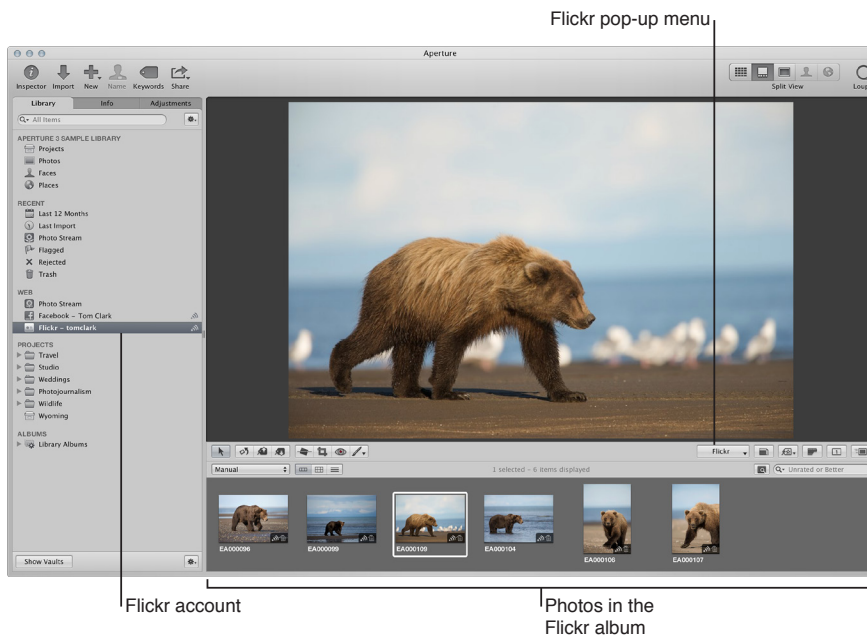 Flickr pop-up menu
Aperture
Inspector Import New Name Keywords Share
Split View
Loup
Library Info Adjustments
All Items
APERTURE 3 SAMPLE LIBRARY
Projects
Photos
Faces
Places
RECENT
Last 12 Months
Last Import
Photo Stream
Flagged
Rejected
Trash
WEB
Photo Stream
Facebook – Tom Clark
Flickr – tomclark
PROJECTS
Travel
Studio
Weddings
Photojournalism
Wildlife
Wyoming
ALBUMS
Library Albums
Flickr
Manual
1 selected – 6 items displayed
Unrated or Better
EA000096
EA000099
EA000109
EA000104
EA000106
EA000107
Show Vaults
Flickr account
Photos in the
Flickr album